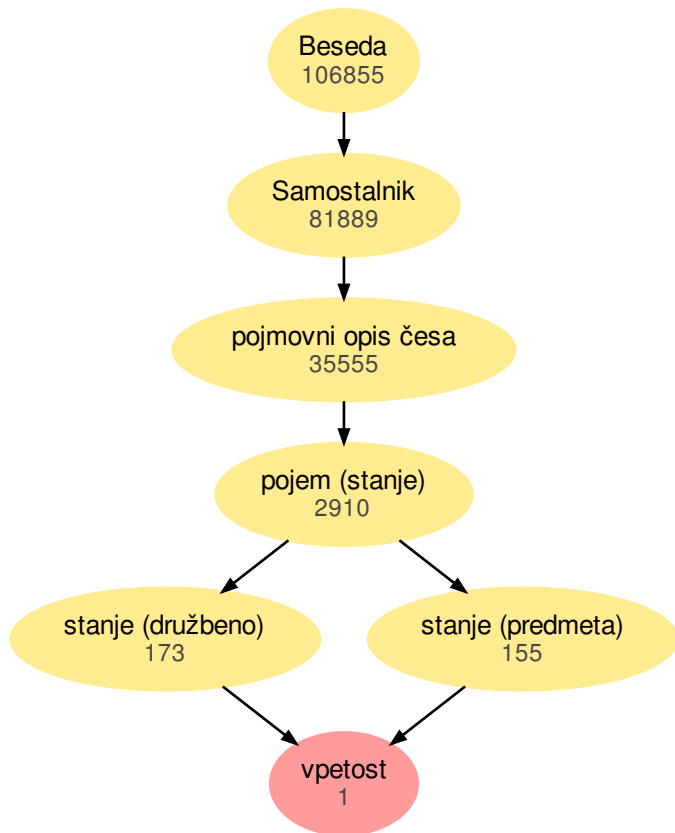 Beseda
106855
Samostalnik
81889
pojmovni opis česa
35555
pojem (stanje)
2910
stanje (družbeno)
173
stanje (predmeta)
155
vpetost
1